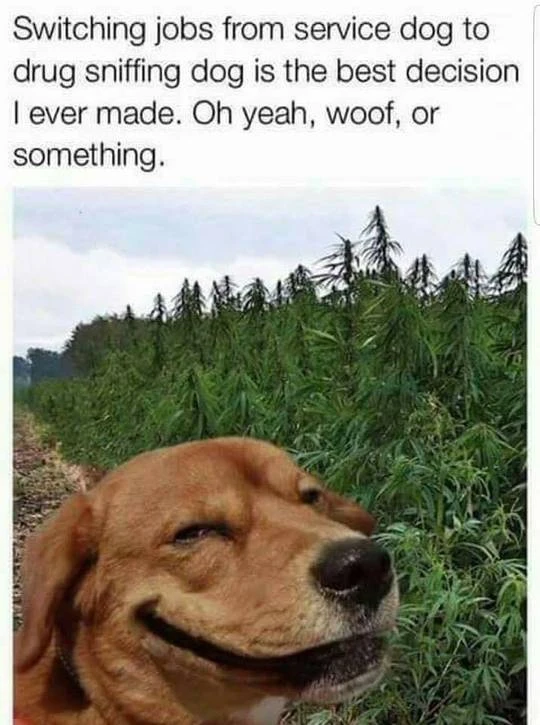 Switching jobs from service dog to
drug sniffing dog is the best decision
I ever made. Oh yeah, woof, or
something.